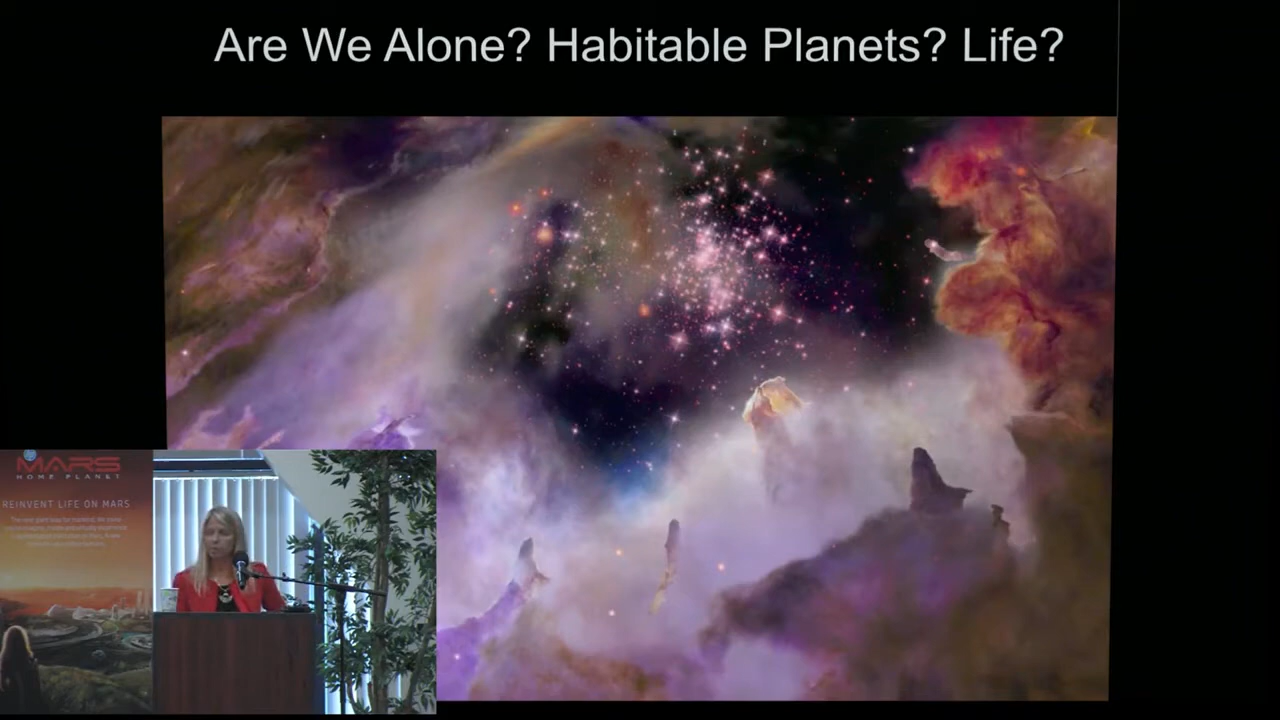 Are We Alone? Habitable Planets? Life?
MARS
HOME PLANET
REINVENT LIFE ON MARS